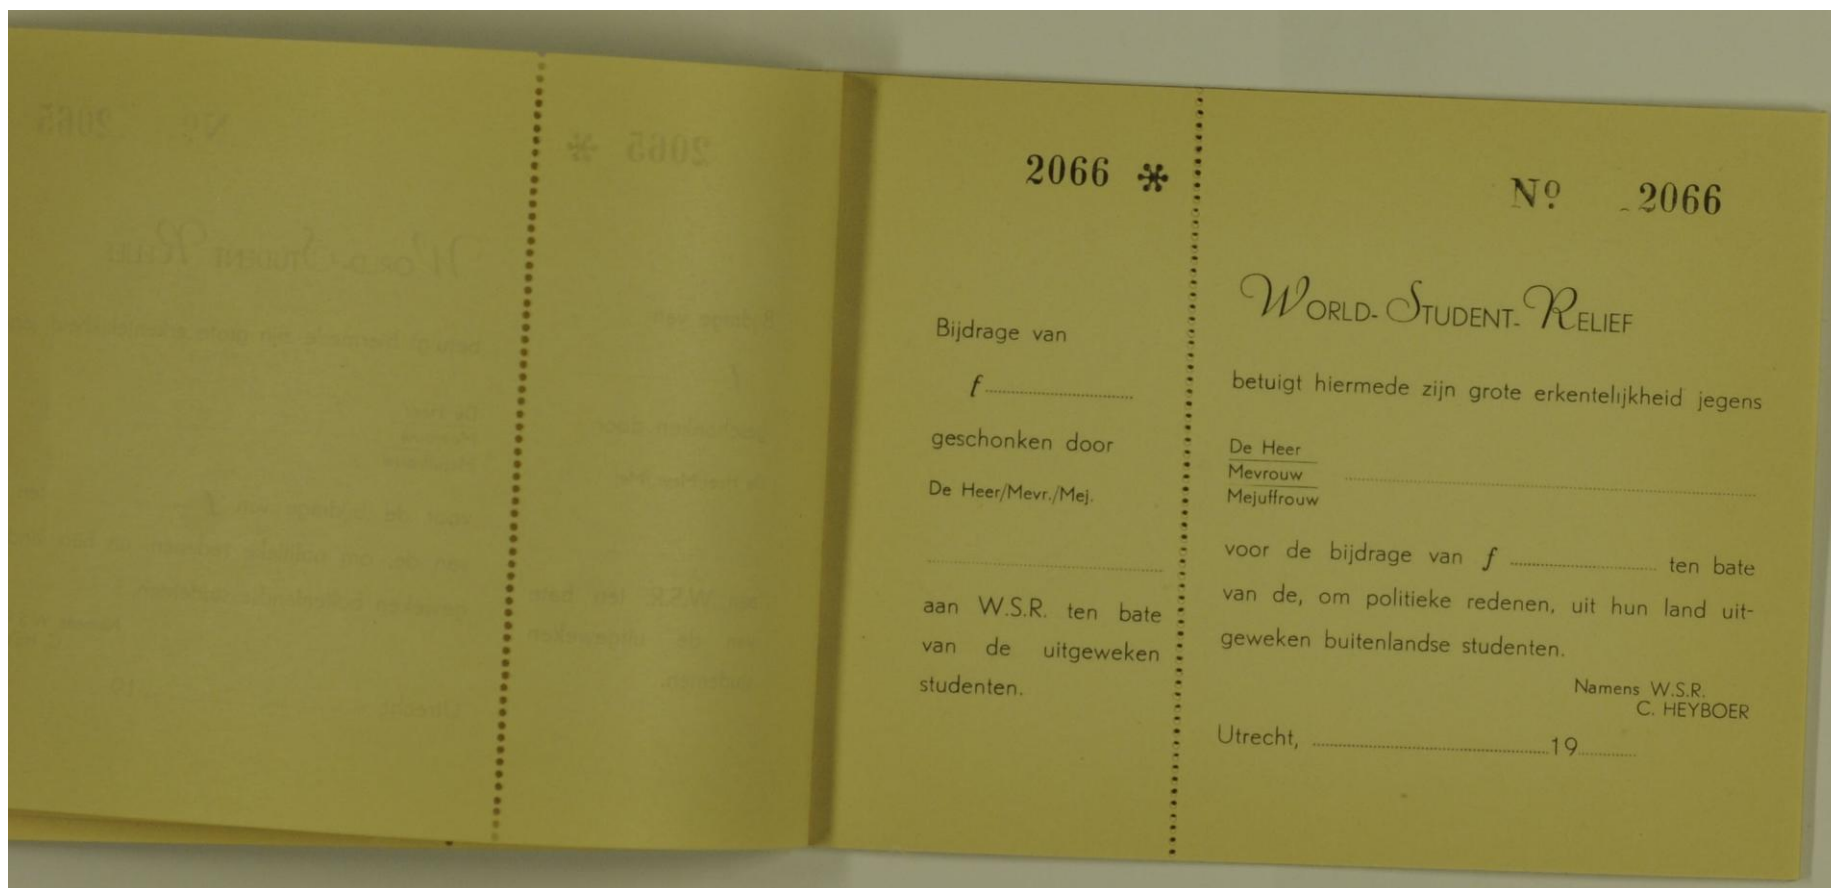 2066 *
Bijdrage van
f
geschonken door
De Heer/Mevr./Mej.
aan W.S.R. ten bate
van de uitgeweken
studenten.
Nº 2066
WORLD-STUDENT-RELIEF
betuigt hiermede zijn grote erkentelijkheid jegens
De Heer
Mevrouw
Mejuffrouw
voor de bijdrage van f ten bate
van de, om politieke redenen, uit hun land uit-
geweken buitenlandse studenten.
Namens W.S.R.
C. HEYBOER
Utrecht, 19